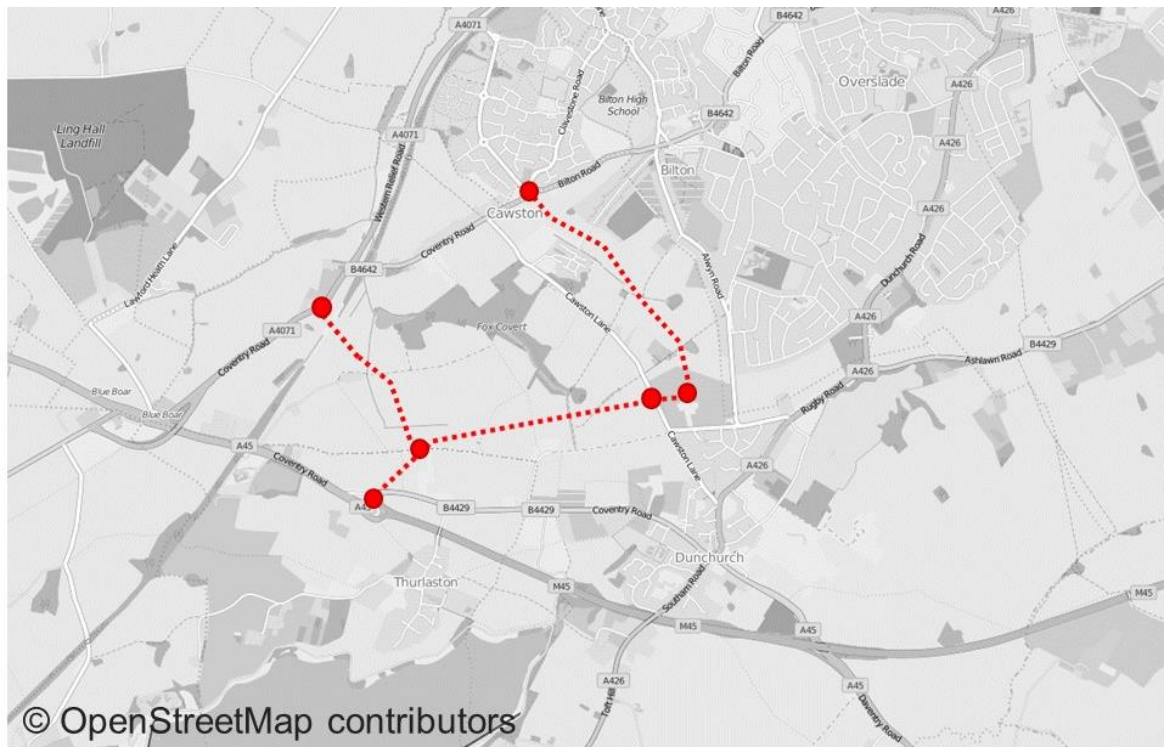 A4071
B4642
A426
Overslade
Clavestone Road
Bilton Road
Bilton High
School
B4642
Ling Hall
Landfill
A4071
A426
Western Relief Road
Bilton Road
Bilton
Cawston
A426
Coventry Road
Dunchurch Road
Lawford Heath Lane
B4642
Alwyn Road
A4071
Fox Covert
Cawston Lane
A426
B4429
Ashlawn Road
Coventry Road
A426
Blue Boar
Blue Boar
Rugby Road
A45
Cawston Lane
A426
Coventry Road
B4429
B4429
Coventry Road
Dunchurch
Thurlaston
M45
Southam Road
M45
M45
A45
A426
A45
Toft Hill
Daventry Road
© OpenStreetMap contributors